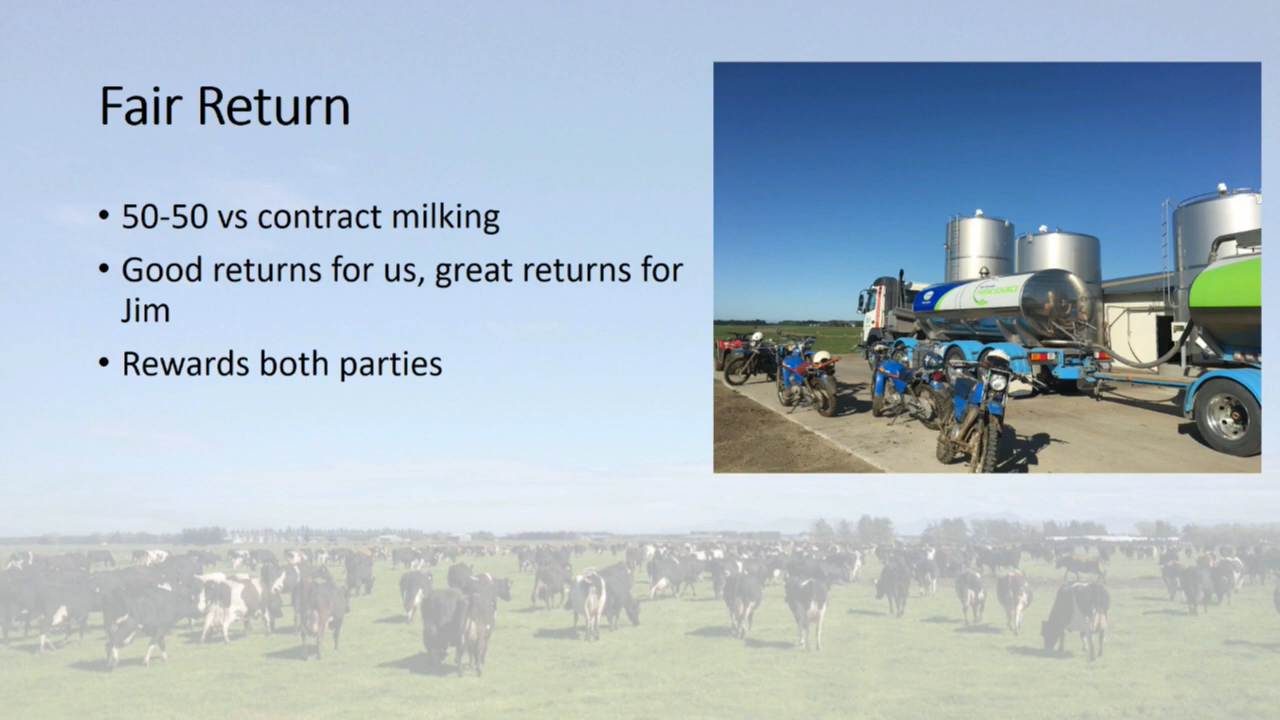 Fair Return
• 50-50 vs contract milking
• Good returns for us, great returns for
Jim
• Rewards both parties